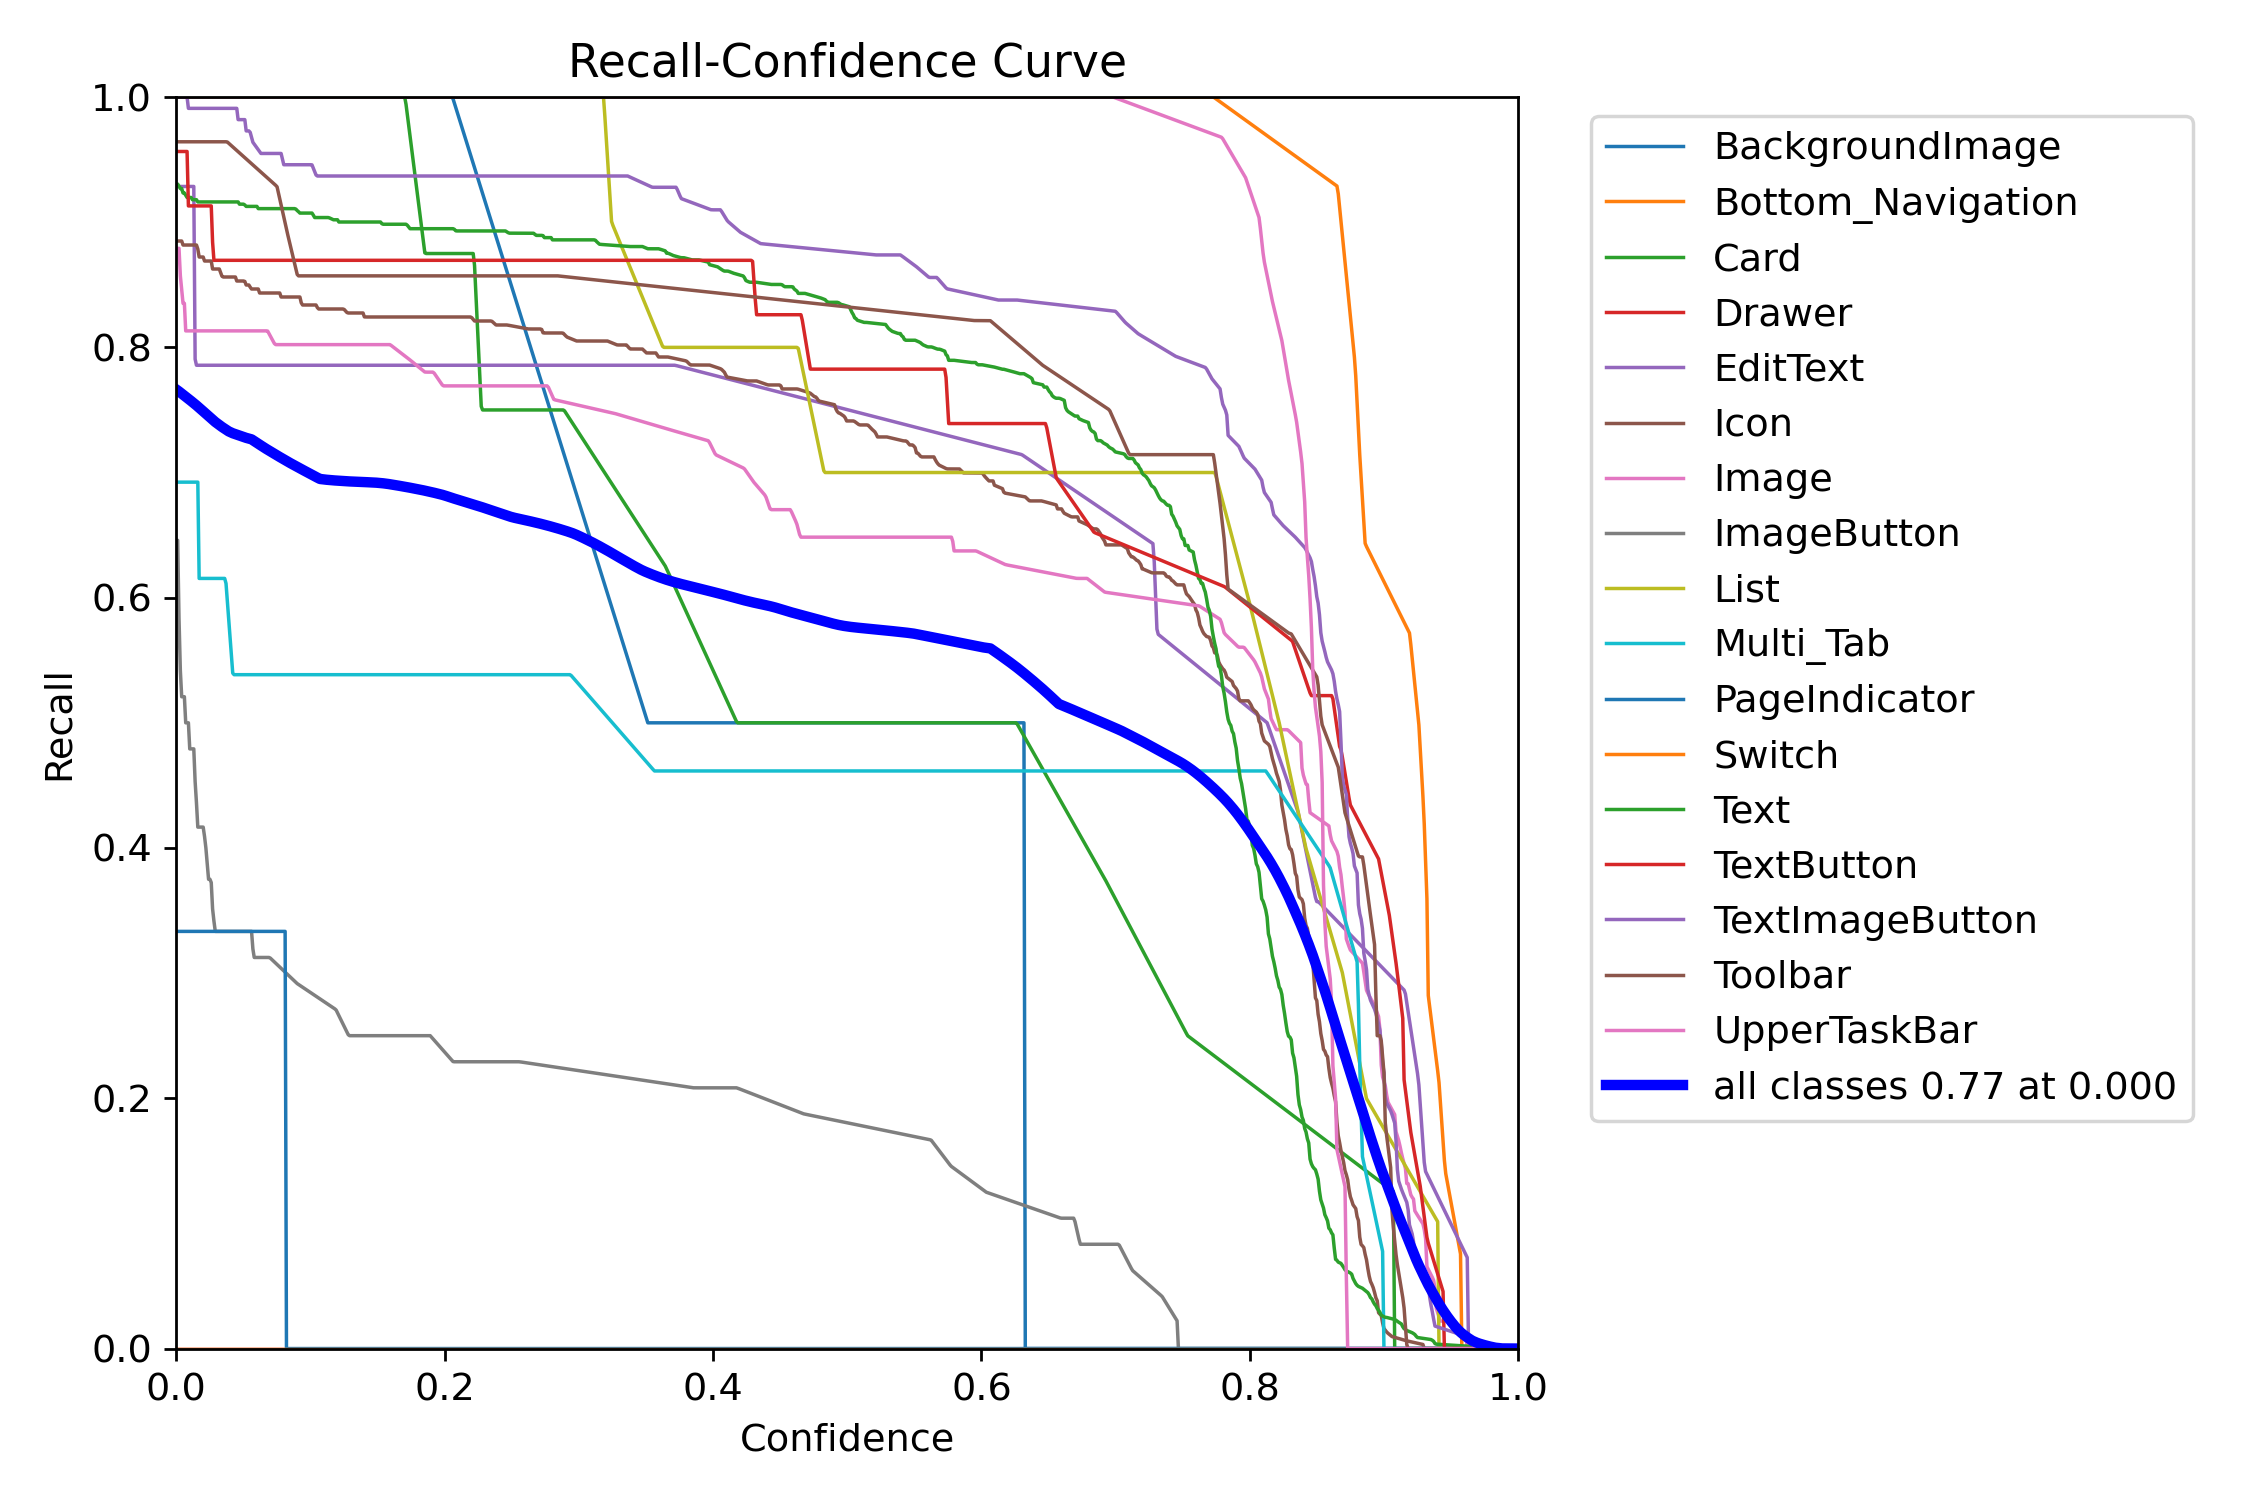 Recall-Confidence Curve
1.0
0.8
0.6
0.4
0.2
0.0
Recall
0.0 0.2 0.4 0.6 0.8 1.0
Confidence
BackgroundImage
Bottom_Navigation
Card
Drawer
EditText
Icon
Image
ImageButton
List
Multi_Tab
PageIndicator
Switch
Text
TextButton
TextImageButton
Toolbar
UpperTaskBar
all classes 0.77 at 0.000